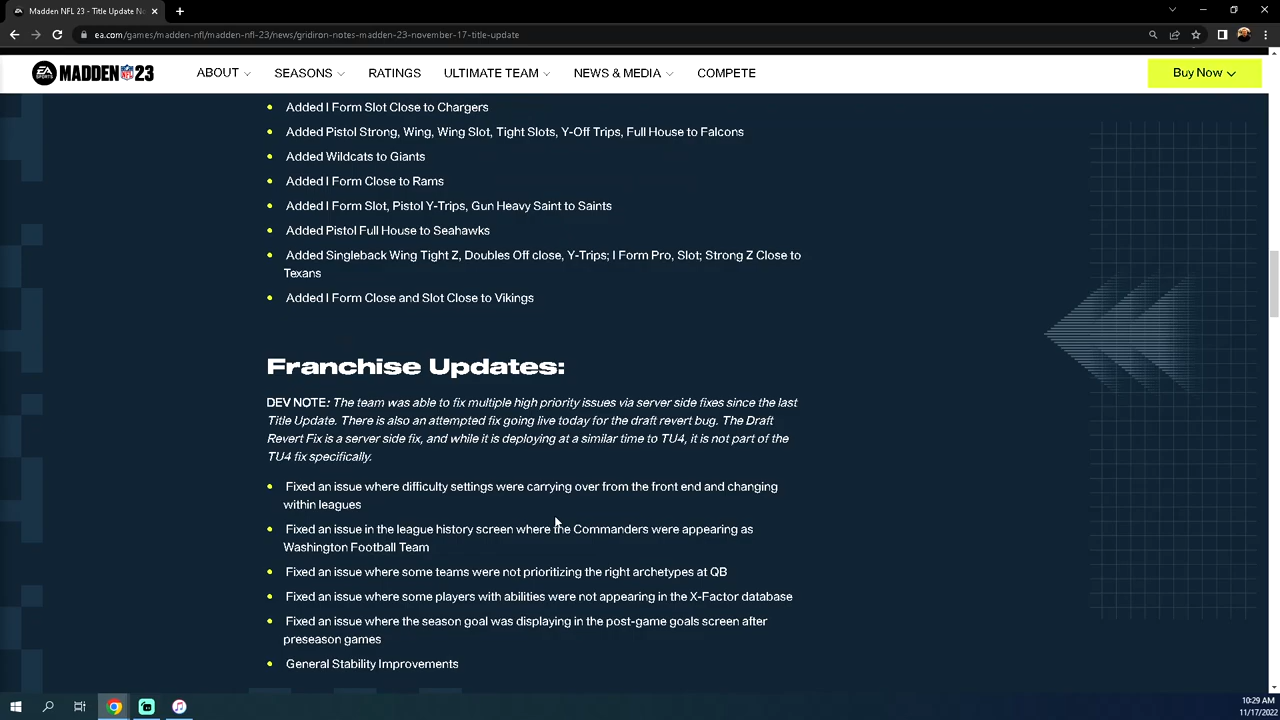 Madden NFL 23 - Title Update N
ea.com/games/madden-nfl/madden-nfl-23/news/gridiron-notes-madden-23-november-17-title-update
EA SPORTS MADDEN NFL 23 ABOUT SEASONS RATINGS ULTIMATE TEAM NEWS & MEDIA COMPETE Buy Now
Added I Form Slot Close to Chargers
Added Pistol Strong, Wing, Wing Slot, Tight Slots, Y-Off Trips, Full House to Falcons
Added Wildcats to Giants
Added I Form Close to Rams
Added I Form Slot, Pistol Y-Trips, Gun Heavy Saint to Saints
Added Pistol Full House to Seahawks
Added Singleback Wing Tight Z, Doubles Off close, Y-Trips; I Form Pro, Slot; Strong Z Close to
Texans
Added I Form Close and Slot Close to Vikings
Franchise Updates:
DEV NOTE: The team was able to fix multiple high priority issues via server side fixes since the last
Title Update. There is also an attempted fix going live today for the draft revert bug. The Draft
Revert Fix is a server side fix, and while it is deploying at a similar time to TU4, it is not part of the
TU4 fix specifically.
Fixed an issue where difficulty settings were carrying over from the front end and changing
within leagues
Fixed an issue in the league history screen where the Commanders were appearing as
Washington Football Team
Fixed an issue where some teams were not prioritizing the right archetypes at QB
Fixed an issue where some players with abilities were not appearing in the X-Factor database
Fixed an issue where the season goal was displaying in the post-game goals screen after
preseason games
General Stability Improvements
10:29 AM
11/17/2022